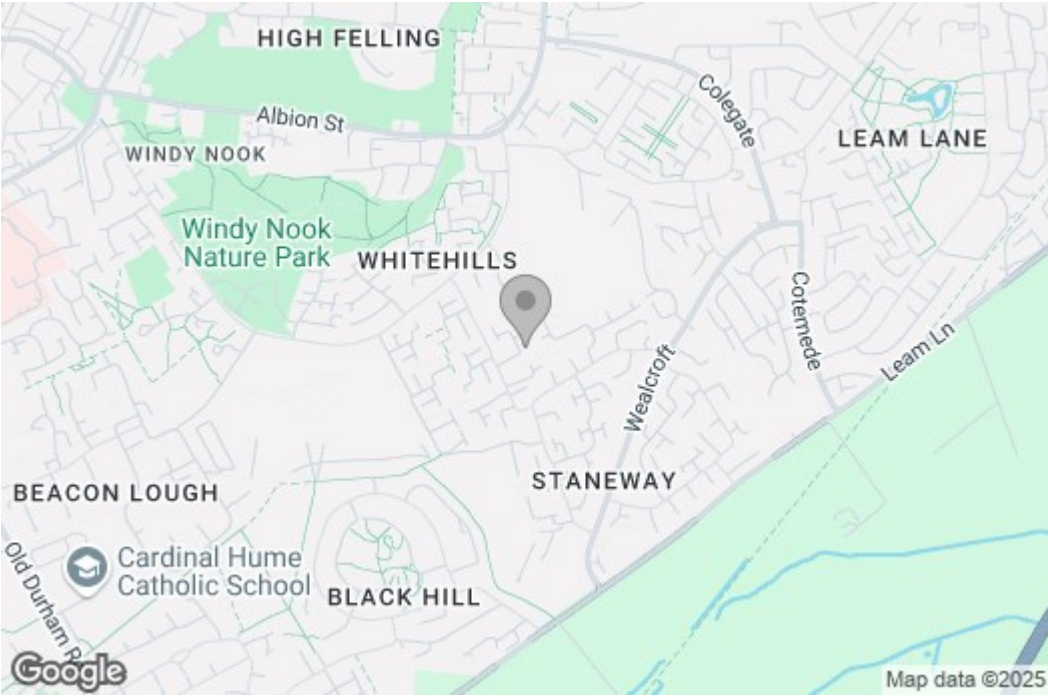 HIGH FELLING
Colegate
Albion St
LEAM LANE
WINDY NOOK
Windy Nook
Nature Park
WHITEHILLS
Cotemede
Leam Ln
Wealcroft
STANEWAY
BEACON LOUGH
Old Durham R
Cardinal Hume
Catholic School
BLACK HILL
Google
Map data ©2025